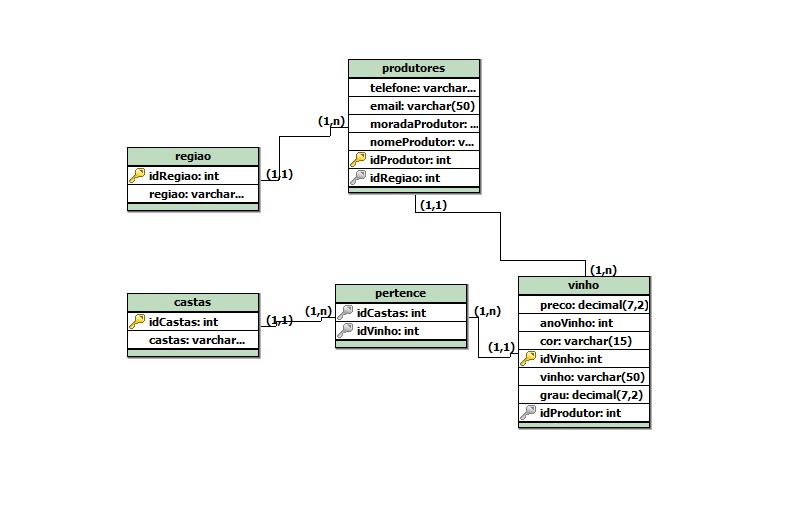 produtores
telefone: varchar...
email: varchar(50)
moradaProdutor: ...
nomeProdutor: v...
idProdutor: int
idRegiao: int
(1,n)
(1,1)
regiao
idRegiao: int
regiao: varchar...
(1,1)
(1,n)
castas
idCastas: int
castas: varchar...
(1,1)
(1,n)
pertence
idCastas: int
idVinho: int
(1,n)
(1,1)
vinho
preco: decimal(7,2)
anoVinho: int
cor: varchar(15)
idVinho: int
vinho: varchar(50)
grau: decimal(7,2)
idProdutor: int